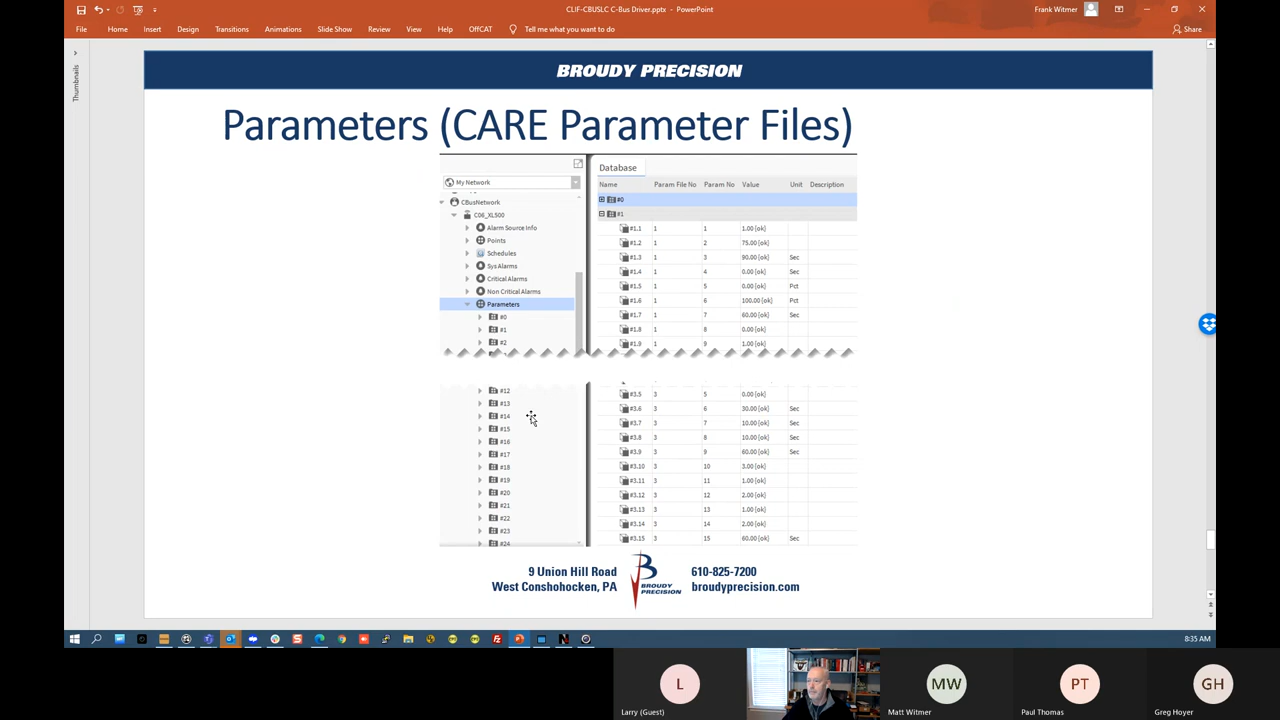 CLIF-CBUSLC C-Bus Driver.pptx - PowerPoint
Frank Witmer
File Home Insert Design Transitions Animations Slide Show Review View Help OffCAT Tell me what you want to do
Share
Thumbnails
BROUDY PRECISION
Parameters (CARE Parameter Files)
My Network
CBusNetwork
C06_XL500
Alarm Source Info
Points
Schedules
Sys Alarms
Critical Alarms
Non Critical Alarms
Parameters
#0
#1
#2
#12
#13
#14
#15
#16
#17
#18
#19
#20
#21
#22
#23
#24
Database
Name Param File No Param No Value Unit Description
#0
#1
#1.1 1 1 1.00 {ok}
#1.2 1 2 75.00 {ok}
#1.3 1 3 90.00 {ok} Sec
#1.4 1 4 0.00 {ok} Sec
#1.5 1 5 0.00 {ok} Pct
#1.6 1 6 100.00 {ok} Pct
#1.7 1 7 60.00 {ok} Sec
#1.8 1 8 0.00 {ok}
#1.9 1 9 1.00 {ok}
#3.5 3 5 0.00 {ok}
#3.6 3 6 30.00 {ok} Sec
#3.7 3 7 10.00 {ok} Sec
#3.8 3 8 10.00 {ok} Sec
#3.9 3 9 60.00 {ok} Sec
#3.10 3 10 3.00 {ok}
#3.11 3 11 1.00 {ok}
#3.12 3 12 2.00 {ok}
#3.13 3 13 1.00 {ok}
#3.14 3 14 2.00 {ok}
#3.15 3 15 60.00 {ok} Sec
9 Union Hill Road
West Conshohocken, PA
B
BROUDY
PRECISION
610-825-7200
broudyprecision.com
8:35 AM
L
MW
PT
GH
Larry (Guest)
Matt Witmer
Paul Thomas
Greg Hoyer